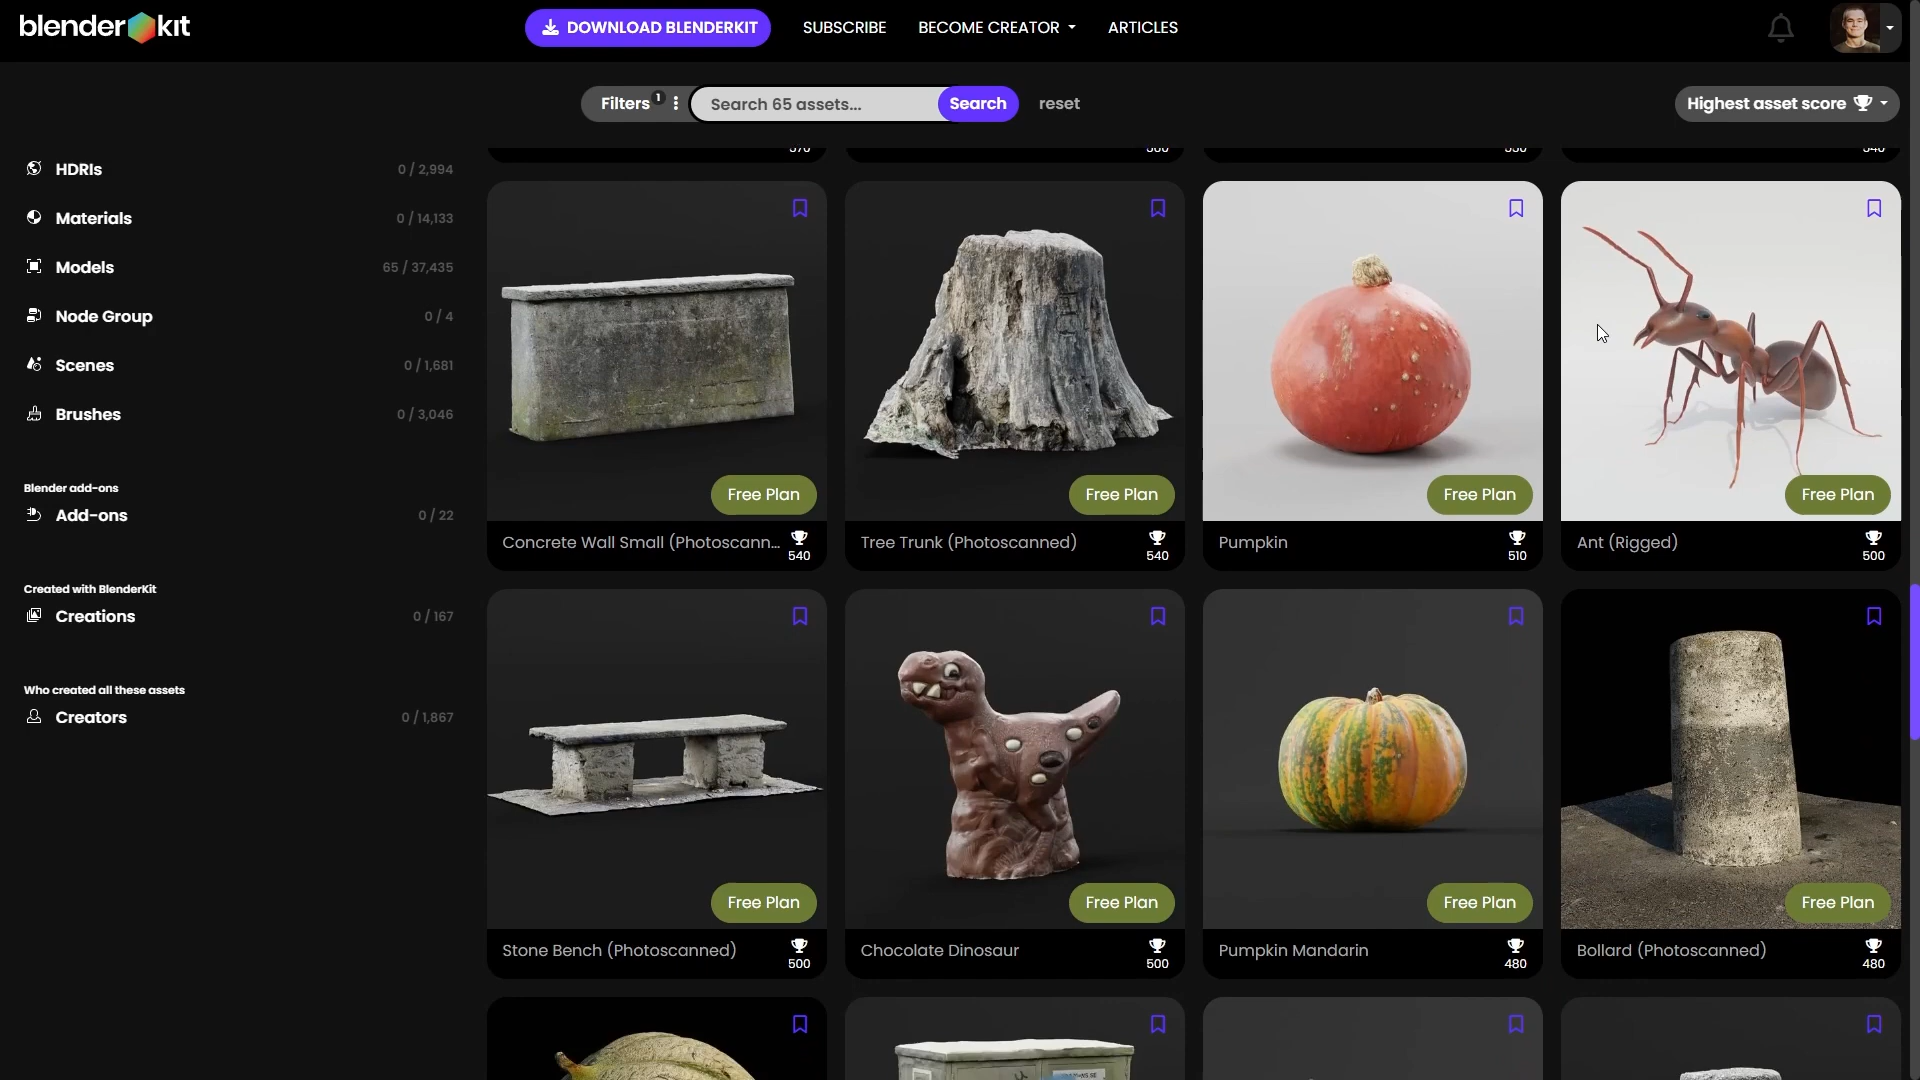 blenderkit
DOWNLOAD BLENDERKIT
SUBSCRIBE
BECOME CREATOR
ARTICLES
Filters 1
Search 65 assets...
Search
reset
Highest asset score
HDRIs 0 / 2,994
Materials 0 / 14,133
Models 65 / 37,435
Node Group 0 / 4
Scenes 0 / 1,681
Brushes 0 / 3,046
Blender add-ons
Add-ons 0 / 22
Created with BlenderKit
Creations 0 / 167
Who created all these assets
Creators 0 / 1,867
Free Plan
Concrete Wall Small (Photoscann...
540
Free Plan
Tree Trunk (Photoscanned)
540
Free Plan
Pumpkin
510
Free Plan
Ant (Rigged)
500
Free Plan
Stone Bench (Photoscanned)
500
Free Plan
Chocolate Dinosaur
500
Free Plan
Pumpkin Mandarin
480
Free Plan
Bollard (Photoscanned)
480